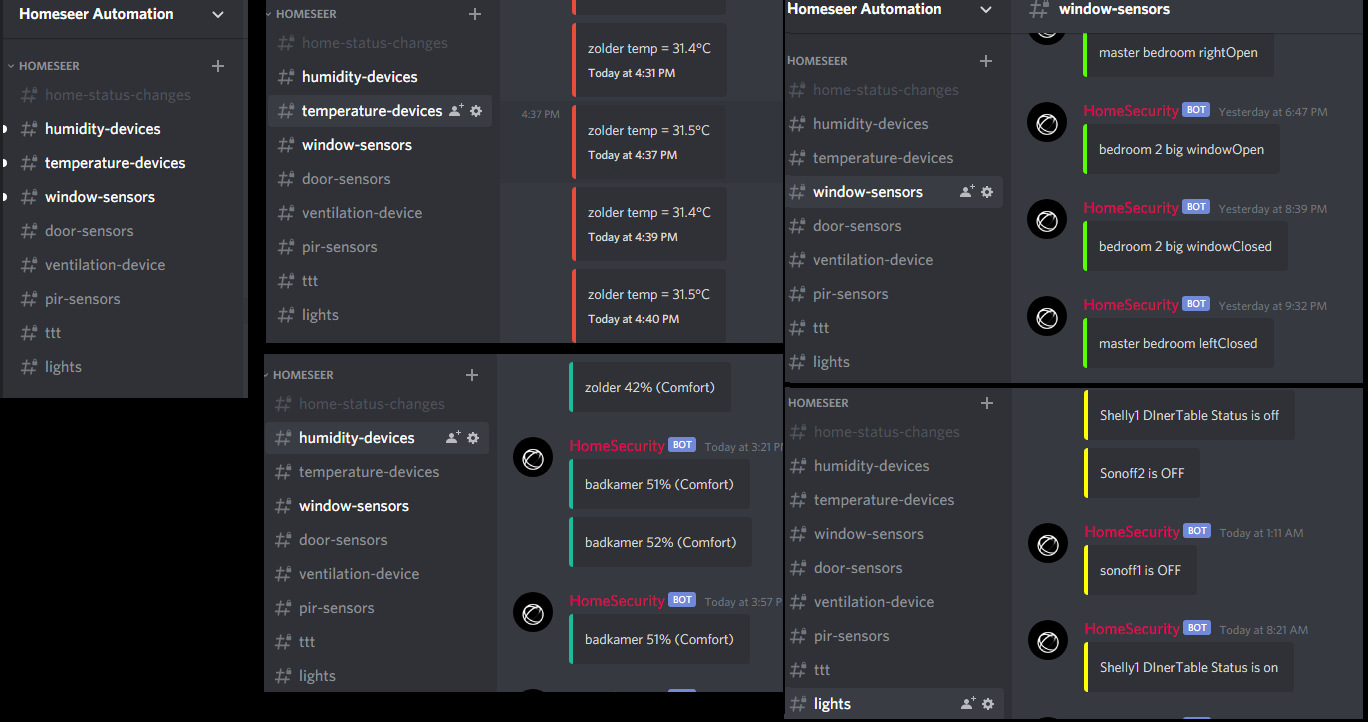 Homeseer Automation
HOMESEER
home-status-changes
humidity-devices
temperature-devices
window-sensors
door-sensors
ventilation-device
pir-sensors
ttt
lights
HOMESEER
home-status-changes
humidity-devices
temperature-devices
window-sensors
door-sensors
ventilation-device
pir-sensors
ttt
lights
zolder temp = 31.4°C
Today at 4:31 PM
4:37 PM
zolder temp = 31.5°C
Today at 4:37 PM
zolder temp = 31.4°C
Today at 4:39 PM
zolder temp = 31.5°C
Today at 4:40 PM
HOMESEER
home-status-changes
humidity-devices
temperature-devices
window-sensors
door-sensors
ventilation-device
pir-sensors
ttt
lights
zolder 42% (Comfort)
HomeSecurity BOT Today at 3:21 P
badkamer 51% (Comfort)
badkamer 52% (Comfort)
HomeSecurity BOT Today at 3:57 P
badkamer 51% (Comfort)
Homeseer Automation
HOMESEER
home-status-changes
humidity-devices
temperature-devices
window-sensors
door-sensors
ventilation-device
pir-sensors
ttt
lights
window-sensors
master bedroom rightOpen
HomeSecurity BOT Yesterday at 6:47 PM
bedroom 2 big windowOpen
HomeSecurity BOT Yesterday at 8:39 PM
bedroom 2 big windowClosed
HomeSecurity BOT Yesterday at 9:32 PM
master bedroom leftClosed
HOMESEER
home-status-changes
humidity-devices
temperature-devices
window-sensors
door-sensors
ventilation-device
pir-sensors
ttt
lights
Shelly1 DInerTable Status is off
Sonoff2 is OFF
HomeSecurity BOT Today at 1:11 AM
sonoff1 is OFF
HomeSecurity BOT Today at 8:21 AM
Shelly1 DInerTable Status is on